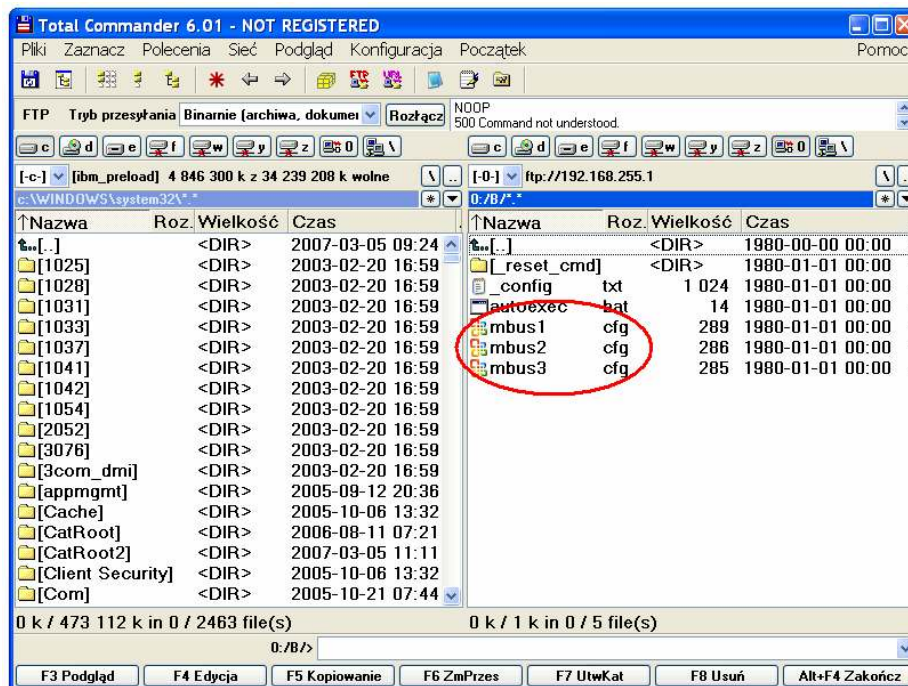 Total Commander 6.01 - NOT REGISTERED
Pliki Zaznacz Polecenia Sieć Podgląd Konfiguracja Początek Pomoc
FTP Tryb przesyłania Binarnie (archiwa, dokumer Rozłącz NOOP
500 Command not understood.
c d e f w y z 0 \ c d e f w y z 0 \
[-c-] [ibm_preload] 4 846 300 k z 34 239 208 k wolne \ .. [-0-] ftp://192.168.255.1 \ ..
c:\WINDOWS\system32\*.* * 0:/B/*.* *
↑Nazwa Roz. Wielkość Czas ↑Nazwa Roz. Wielkość Czas
[..] <DIR> 2007-03-05 09:24 [..] <DIR> 1980-00-00 00:00
[1025] <DIR> 2003-02-20 16:59 [_reset_cmd] <DIR> 1980-01-01 00:00
[1028] <DIR> 2003-02-20 16:59 _config txt 1 024 1980-01-01 00:00
[1031] <DIR> 2003-02-20 16:59 autoexec bat 14 1980-01-01 00:00
[1033] <DIR> 2003-02-20 16:59 mbus1 cfg 289 1980-01-01 00:00
[1037] <DIR> 2003-02-20 16:59 mbus2 cfg 286 1980-01-01 00:00
[1041] <DIR> 2003-02-20 16:59 mbus3 cfg 285 1980-01-01 00:00
[1042] <DIR> 2003-02-20 16:59
[1054] <DIR> 2003-02-20 16:59
[2052] <DIR> 2003-02-20 16:59
[3076] <DIR> 2003-02-20 16:59
[3com_dmi] <DIR> 2003-02-20 16:59
[appmgmt] <DIR> 2005-09-12 20:36
[Cache] <DIR> 2005-10-06 13:32
[CatRoot] <DIR> 2006-08-11 07:21
[CatRoot2] <DIR> 2007-03-05 11:11
[Client Security] <DIR> 2005-10-06 13:32
[Com] <DIR> 2005-10-21 07:44
0 k / 473 112 k in 0 / 2463 file(s) 0 k / 1 k in 0 / 5 file(s)
0:/B/>
F3 Podgląd F4 Edycja F5 Kopiowanie F6 ZmPrzes F7 UtwKat F8 Usuń Alt+F4 Zakończ